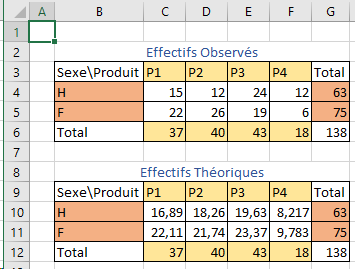 A B C D E F G
1
2 Effectifs Observés
3 Sexe\Produit P1 P2 P3 P4 Total
4 H 15 12 24 12 63
5 F 22 26 19 6 75
6 Total 37 40 43 18 138
7
8 Effectifs Théoriques
9 Sexe\Produit P1 P2 P3 P4 Total
10 H 16,89 18,26 19,63 8,217 63
11 F 22,11 21,74 23,37 9,783 75
12 Total 37 40 43 18 138